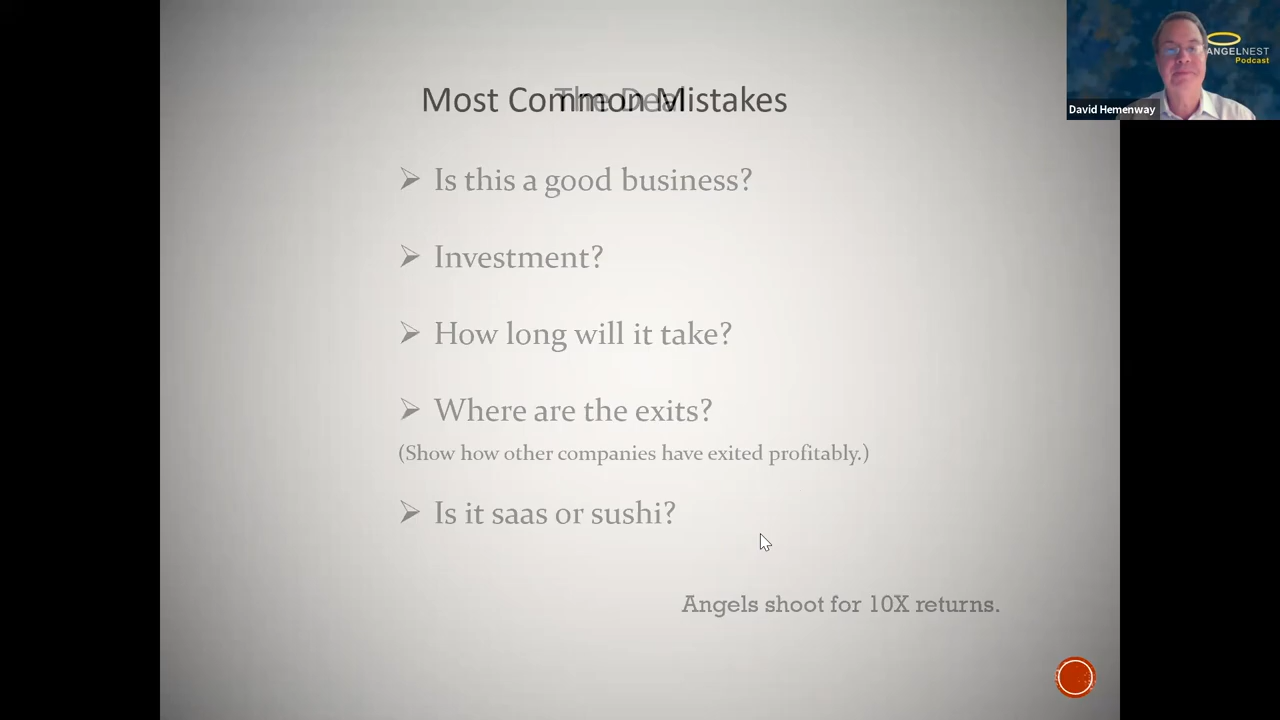 ANGELNEST
Podcast
David Hemenway
Most Common Mistakes
The Deal
➢ Is this a good business?
➢ Investment?
➢ How long will it take?
➢ Where are the exits?
(Show how other companies have exited profitably.)
➢ Is it saas or sushi?
Angels shoot for 10X returns.